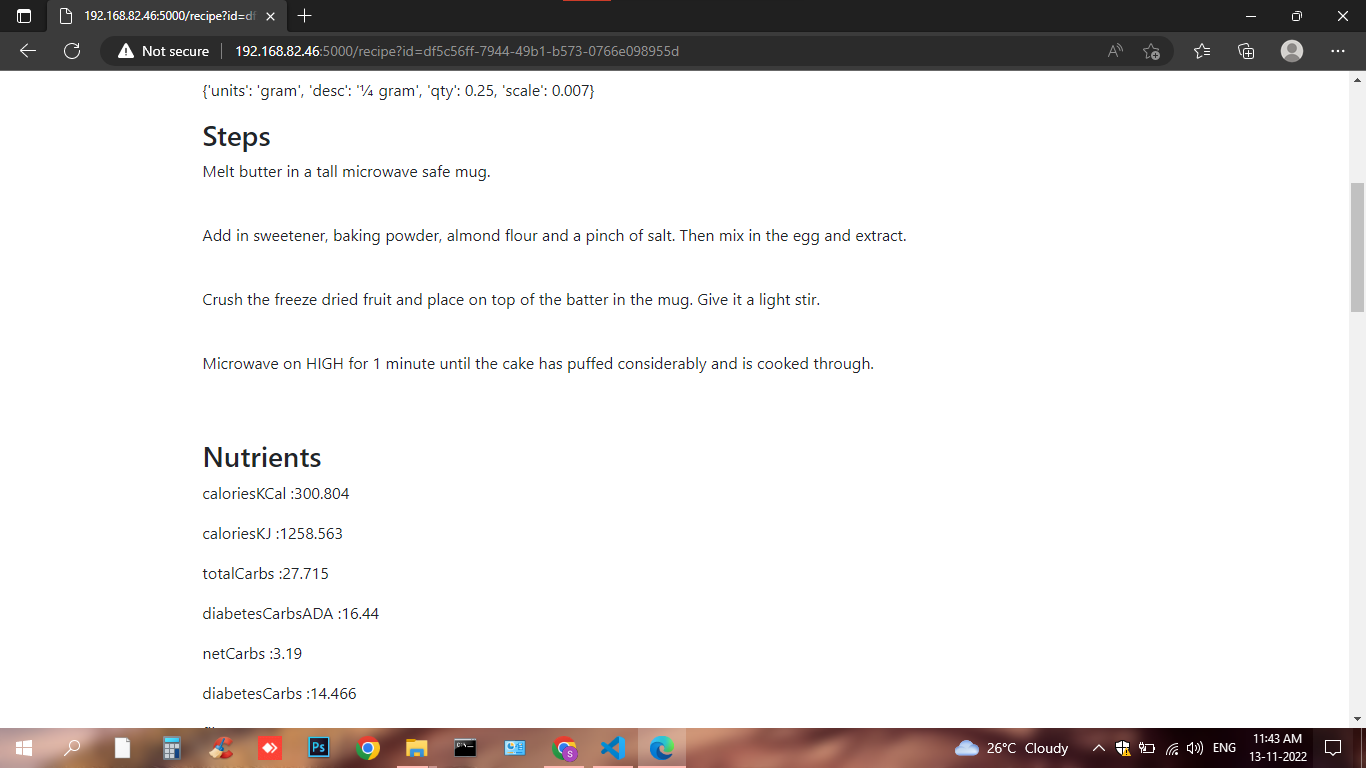 192.168.82.46:5000/recipe?id=df
Not secure
192.168.82.46:5000/recipe?id=df5c56ff-7944-49b1-b573-0766e098955d
{'units': 'gram', 'desc': '¼ gram', 'qty': 0.25, 'scale': 0.007}
Steps
Melt butter in a tall microwave safe mug.
Add in sweetener, baking powder, almond flour and a pinch of salt. Then mix in the egg and extract.
Crush the freeze dried fruit and place on top of the batter in the mug. Give it a light stir.
Microwave on HIGH for 1 minute until the cake has puffed considerably and is cooked through.
Nutrients
caloriesKCal :300.804
caloriesKJ :1258.563
totalCarbs :27.715
diabetesCarbsADA :16.44
netCarbs :3.19
diabetesCarbs :14.466
Ps
S
26°C Cloudy
ENG
11:43 AM
13-11-2022